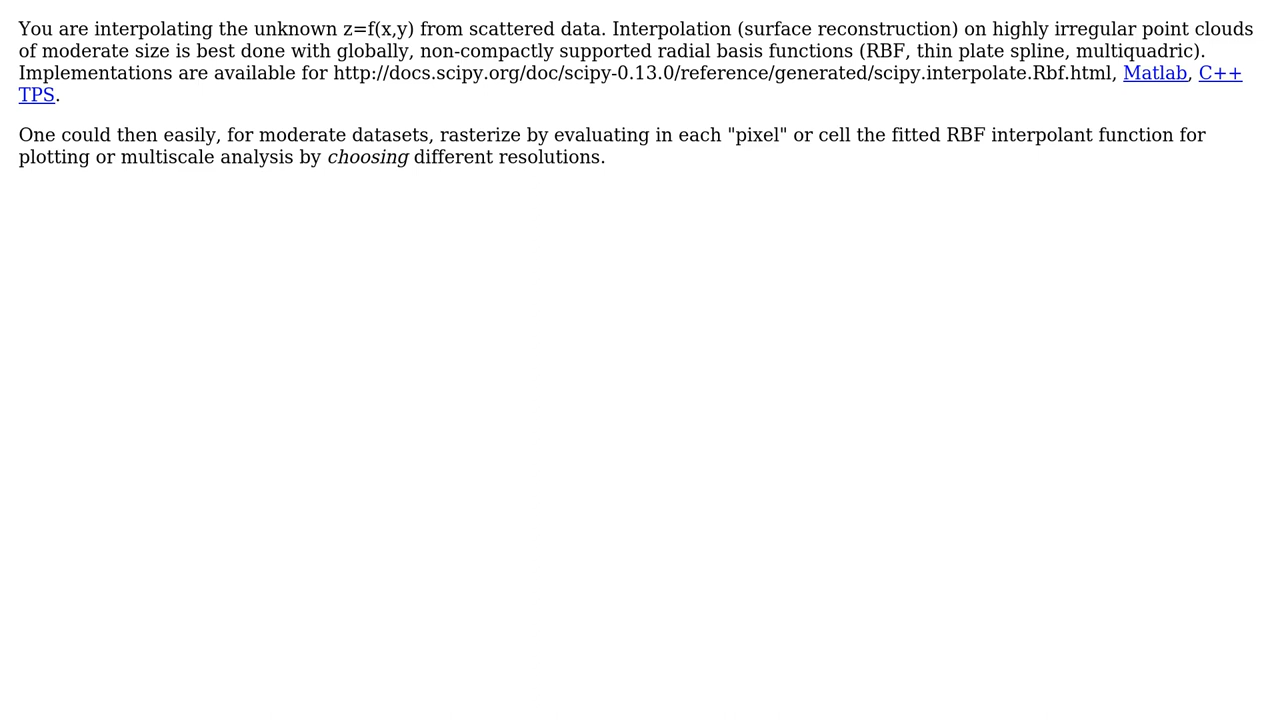 You are interpolating the unknown z=f(x,y) from scattered data. Interpolation (surface reconstruction) on highly irregular point clouds
of moderate size is best done with globally, non-compactly supported radial basis functions (RBF, thin plate spline, multiquadric).
Implementations are available for http://docs.scipy.org/doc/scipy-0.13.0/reference/generated/scipy.interpolate.Rbf.html, Matlab, C++
TPS.
One could then easily, for moderate datasets, rasterize by evaluating in each "pixel" or cell the fitted RBF interpolant function for
plotting or multiscale analysis by choosing different resolutions.